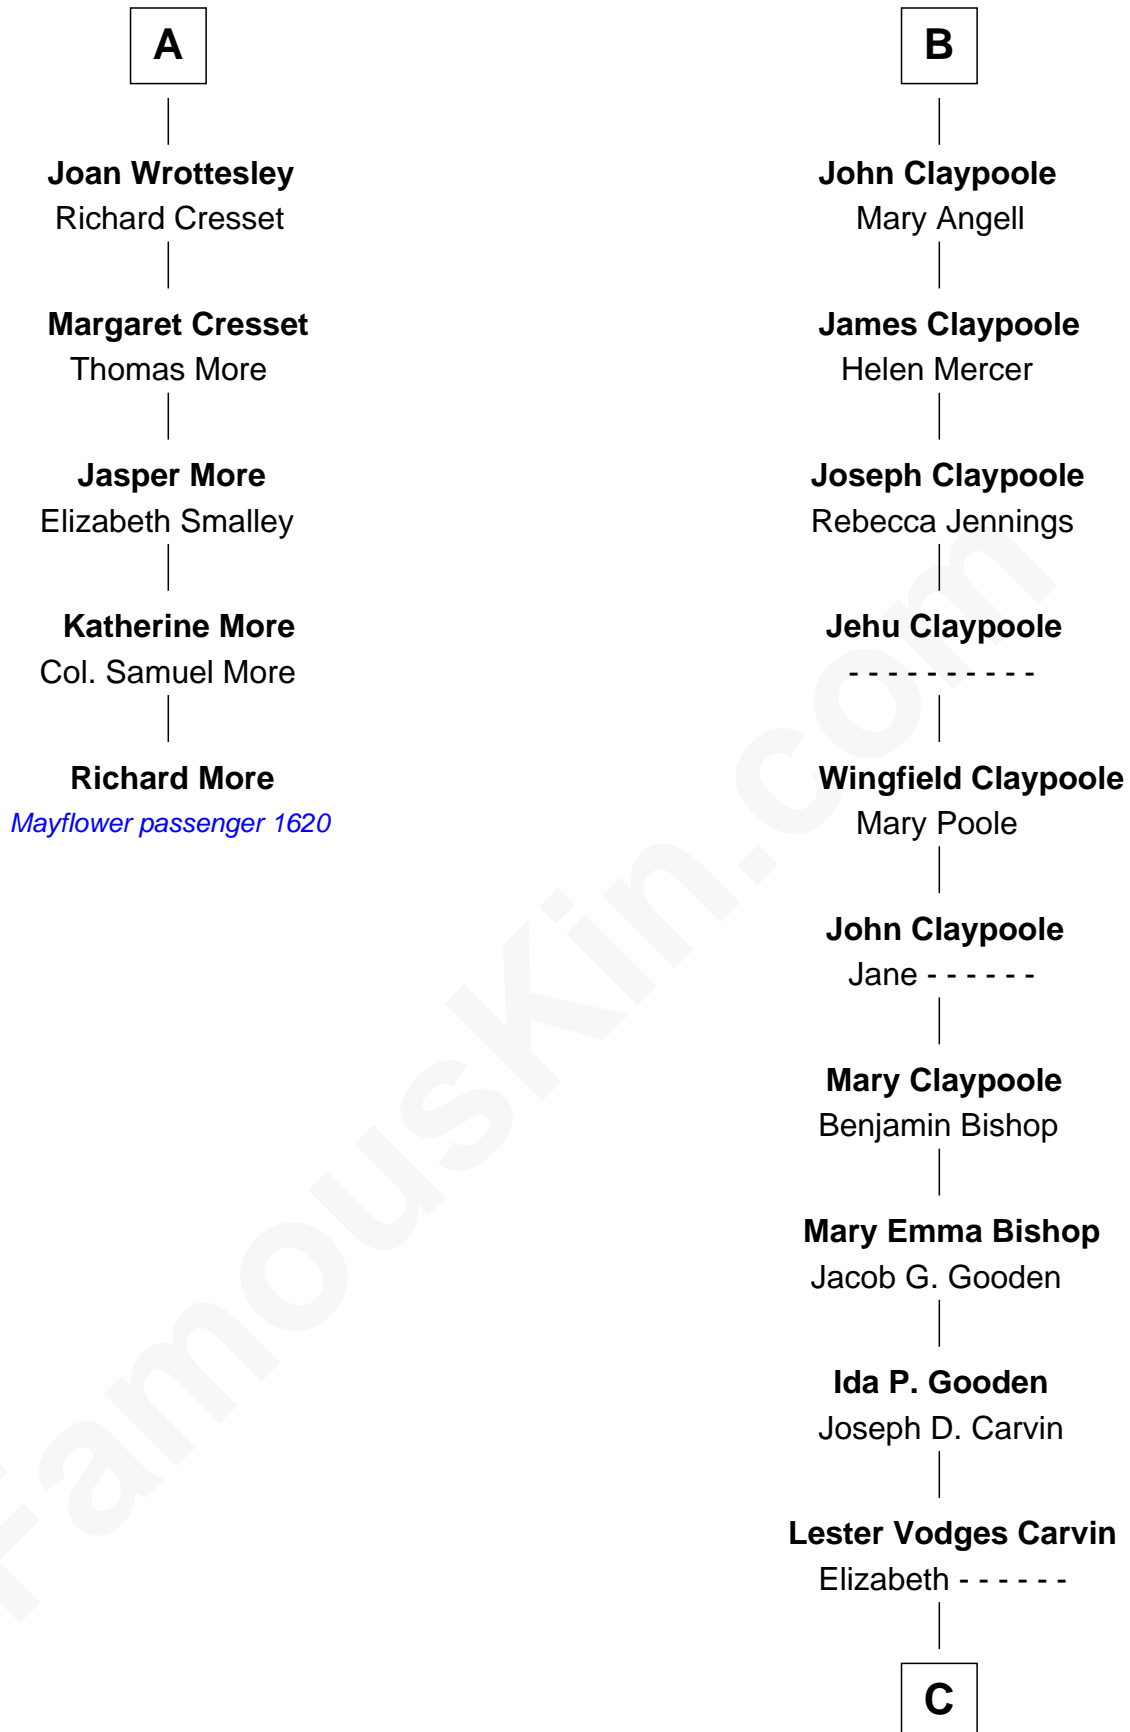 A
Joan Wrottesley
Richard Cresset
Margaret Cresset
Thomas More
Jasper More
Elizabeth Smalley
Katherine More
Col. Samuel More
Richard More
Mayflower passenger 1620
B
John Claypoole
Mary Angell
James Claypoole
Helen Mercer
Joseph Claypoole
Rebecca Jennings
Jehu Claypoole
- - - - - - - - - -
Wingfield Claypoole
Mary Poole
John Claypoole
Jane - - - - - -
Mary Claypoole
Benjamin Bishop
Mary Emma Bishop
Jacob G. Gooden
Ida P. Gooden
Joseph D. Carvin
Lester Vodges Carvin
Elizabeth - - - - - -
C
FamousKin.com